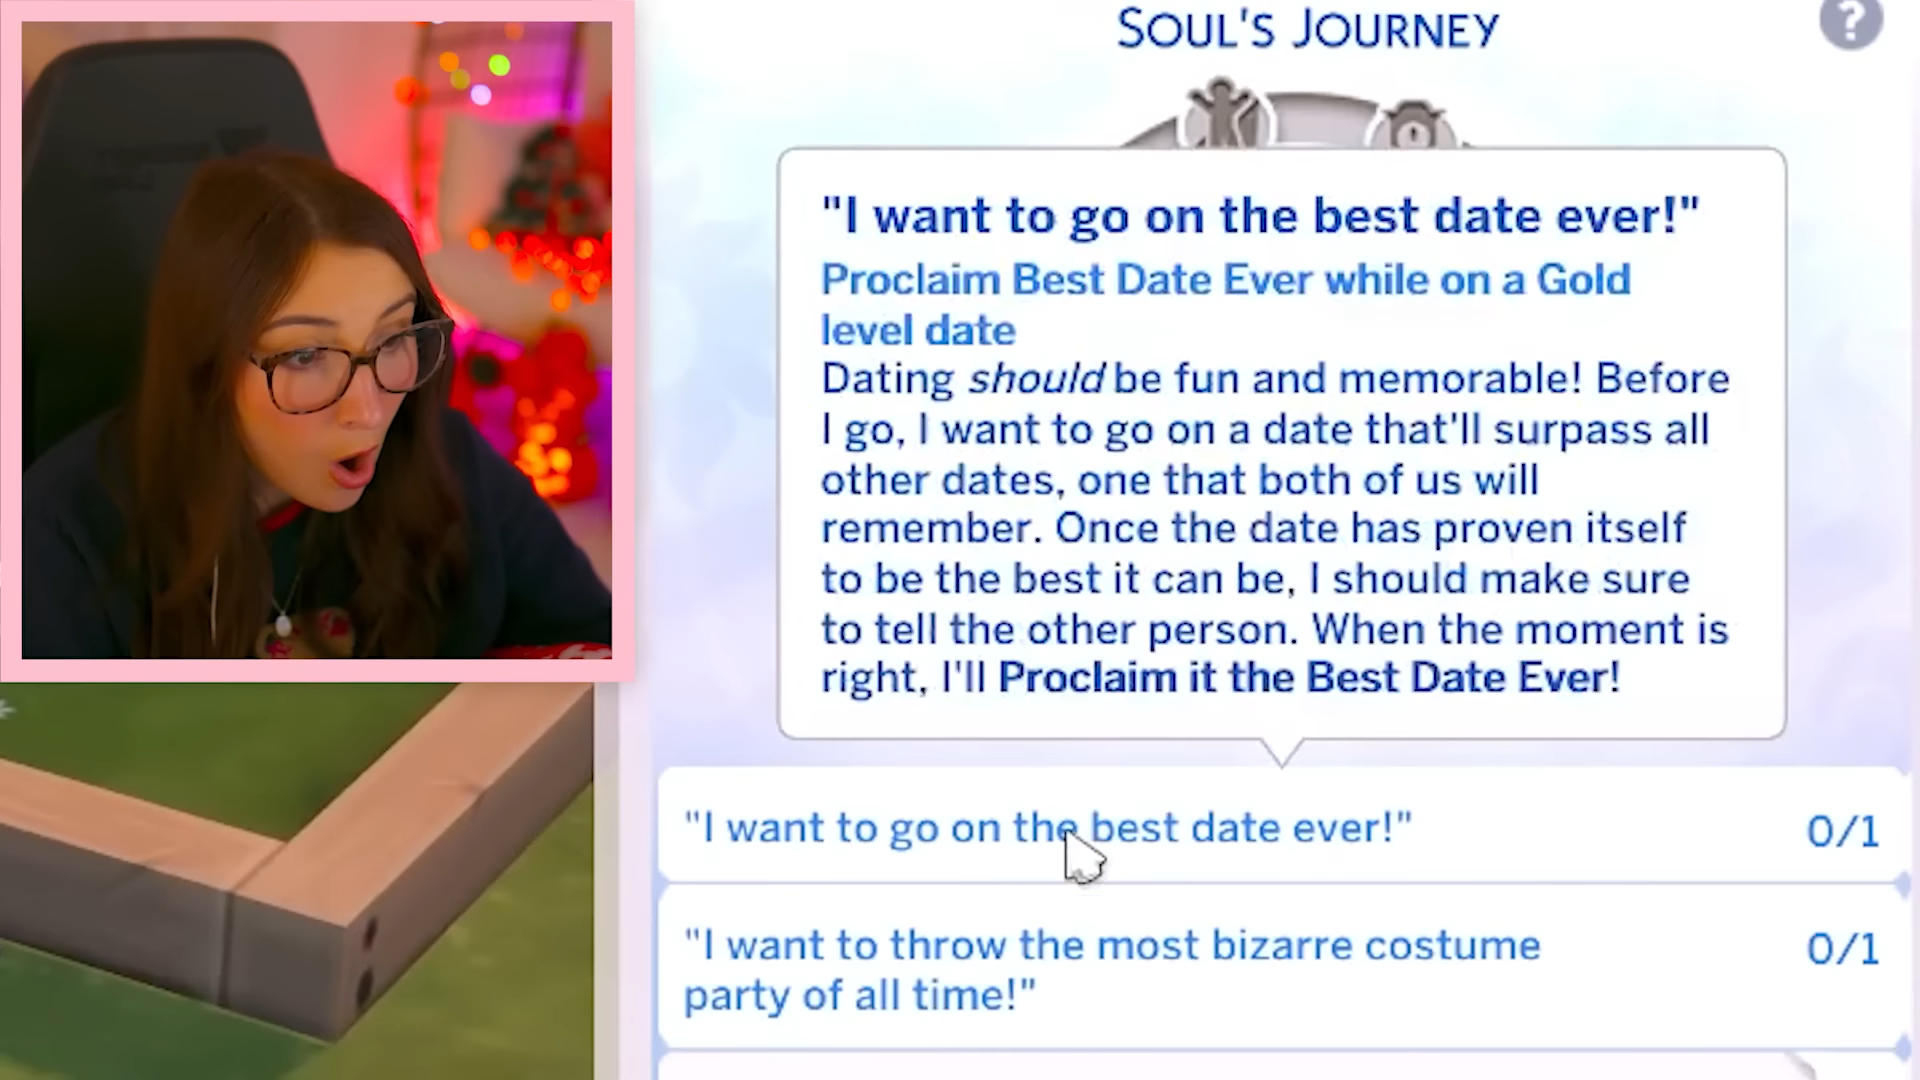 SOUL'S JOURNEY
?
"I want to go on the best date ever!"
Proclaim Best Date Ever while on a Gold
level date
Dating should be fun and memorable! Before
I go, I want to go on a date that'll surpass all
other dates, one that both of us will
remember. Once the date has proven itself
to be the best it can be, I should make sure
to tell the other person. When the moment is
right, I'll Proclaim it the Best Date Ever!
"I want to go on the best date ever!"
0/1
"I want to throw the most bizarre costume
party of all time!"
0/1